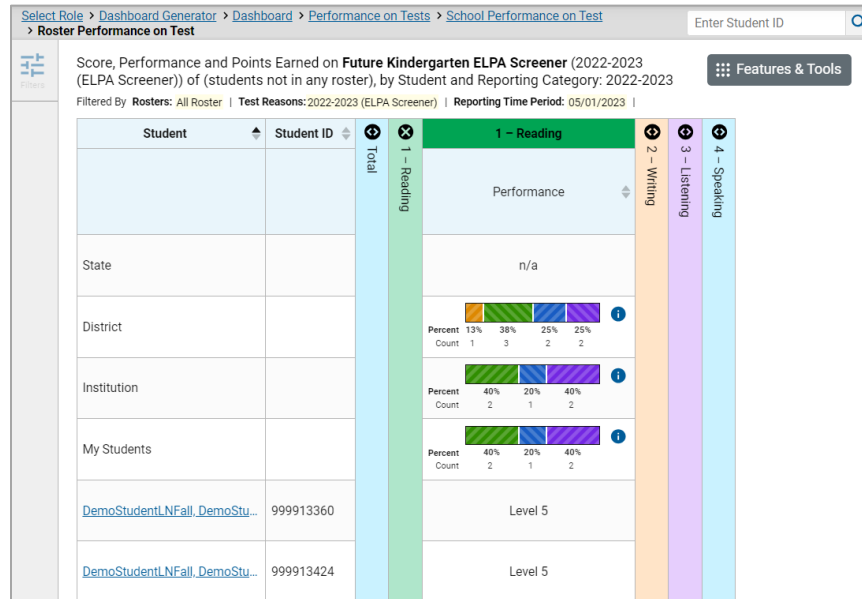 Select Role > Dashboard Generator > Dashboard > Performance on Tests > School Performance on Test
> Roster Performance on Test
Enter Student ID
Filters
Score, Performance and Points Earned on Future Kindergarten ELPA Screener (2022-2023
(ELPA Screener)) of (students not in any roster), by Student and Reporting Category: 2022-2023
Features & Tools
Filtered By Rosters: All Roster | Test Reasons: 2022-2023 (ELPA Screener) | Reporting Time Period: 05/01/2023 |
Student
Student ID
Total
1 – Reading
1 – Reading
2 – Writing
3 – Listening
4 – Speaking
Performance
State
n/a
District
Percent 13% 38% 25% 25%
Count 1 3 2 2
Institution
Percent 40% 20% 40%
Count 2 1 2
My Students
Percent 40% 20% 40%
Count 2 1 2
DemoStudentLNFall, DemoStu... 999913360 Level 5
DemoStudentLNFall, DemoStu... 999913424 Level 5